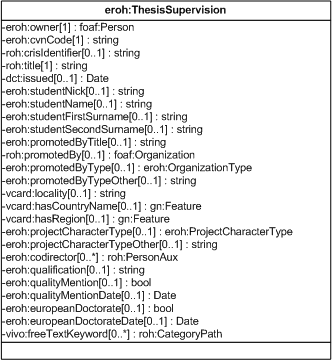 eroh:ThesisSupervision
-eroh:owner[1] : foaf:Person
-eroh:cvnCode[1] : string
-roh:crisIdentifier[0..1] : string
-roh:title[1] : string
-dct:issued[0..1] : Date
-eroh:studentNick[0..1] : string
-eroh:studentName[0..1] : string
-eroh:studentFirstSurname[0..1] : string
-eroh:studentSecondSurname[0..1] : string
-eroh:promotedByTitle[0..1] : string
-roh:promotedBy[0..1] : foaf:Organization
-eroh:promotedByType[0..1] : eroh:OrganizationType
-eroh:promotedByTypeOther[0..1] : string
-vcard:locality[0..1] : string
-vcard:hasCountryName[0..1] : gn:Feature
-vcard:hasRegion[0..1] : gn:Feature
-eroh:projectCharacterType[0..1] : eroh:ProjectCharacterType
-eroh:projectCharacterTypeOther[0..1] : string
-eroh:codirector[0..*] : roh:PersonAux
-eroh:qualification[0..1] : string
-eroh:qualityMention[0..1] : bool
-eroh:qualityMentionDate[0..1] : Date
-eroh:europeanDoctorate[0..1] : bool
-eroh:europeanDoctorateDate[0..1] : Date
-vivo:freeTextKeyword[0..*] : roh:CategoryPath